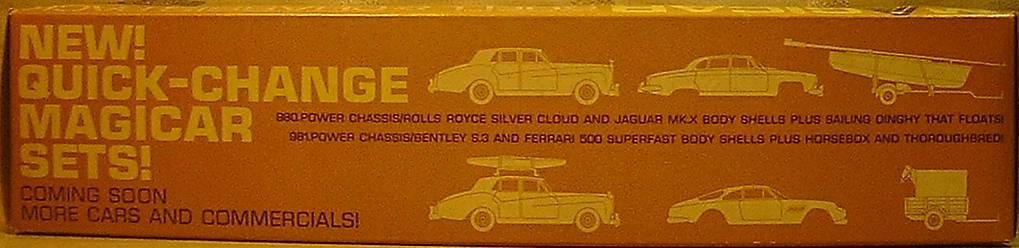 NEW!
QUICK-CHANGE
MAGICAR
SETS!
COMING SOON
MORE CARS AND COMMERCIALS!
980.POWER CHASSIS/ROLLS ROYCE SILVER CLOUD AND JAGUAR MK.X BODY SHELLS PLUS SAILING DINGHY THAT FLOATS!
981.POWER CHASSIS/BENTLEY S.3 AND FERRARI 500 SUPERFAST BODY SHELLS PLUS HORSEBOX AND THOROUGHBRED!